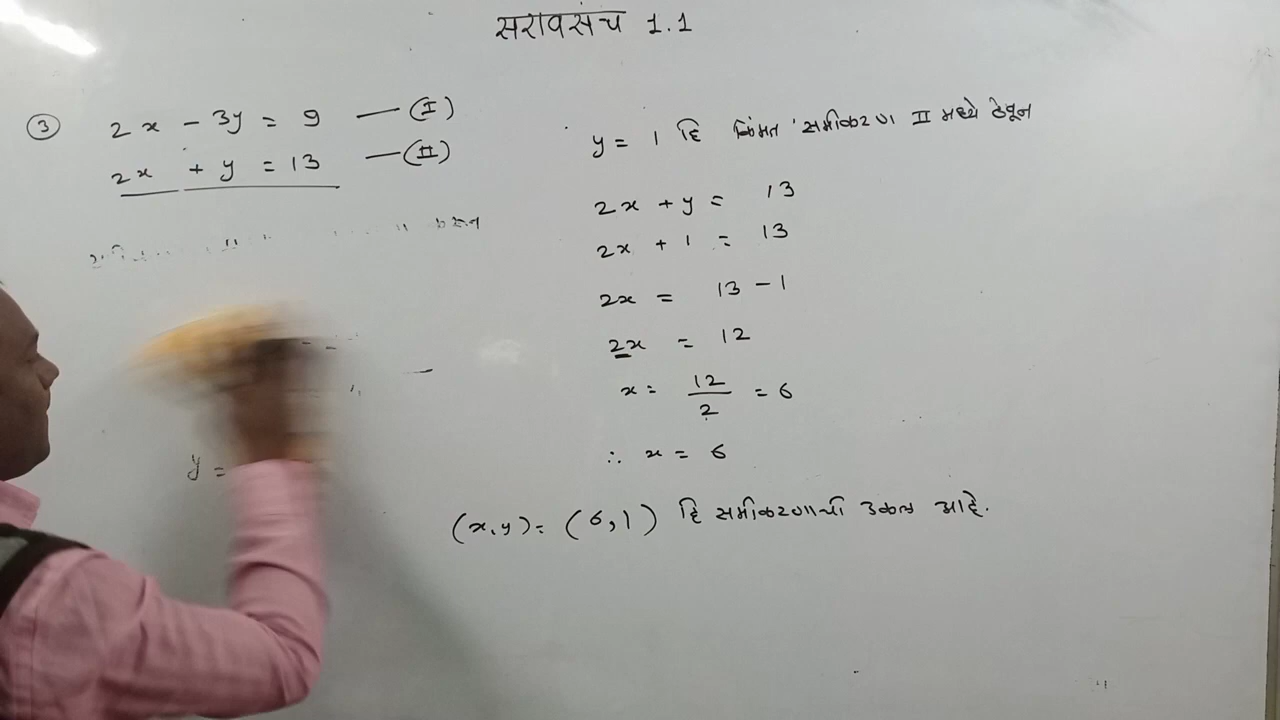 सरावसंच 1.1
③ 2x - 3y = 9 — (I)
2x + y = 13 — (II)
y =
y = 1 हि किंमत समीकरण II मध्ये ठेवून
2x + y = 13
2x + 1 = 13
2x = 13 - 1
2x = 12
x = 12/2 = 6
∴ x = 6
(x,y) = (6,1) हि समीकरणाची उकल आहे.